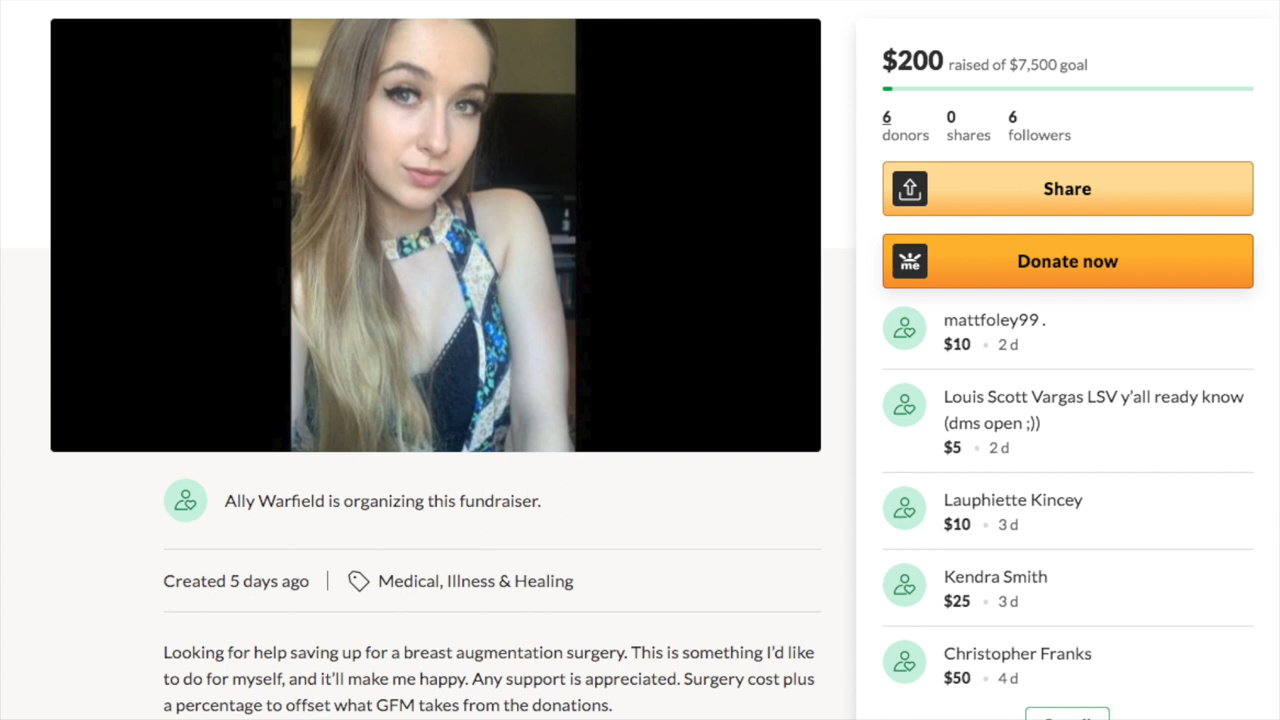 $200 raised of $7,500 goal
6 0 6
donors shares followers
Share
me Donate now
mattfoley99 .
$10 • 2 d
Louis Scott Vargas LSV y’all ready know
(dms open ;))
$5 • 2 d
Lauphiette Kincey
$10 • 3 d
Kendra Smith
$25 • 3 d
Christopher Franks
$50 • 4 d
Ally Warfield is organizing this fundraiser.
Created 5 days ago | Medical, Illness & Healing
Looking for help saving up for a breast augmentation surgery. This is something I’d like
to do for myself, and it’ll make me happy. Any support is appreciated. Surgery cost plus
a percentage to offset what GFM takes from the donations.